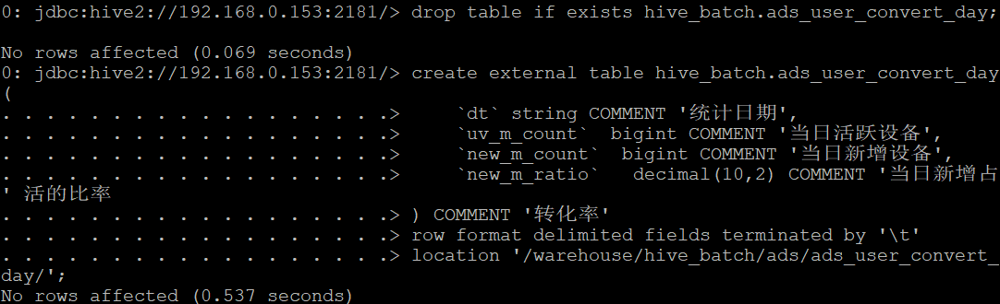 0: jdbc:hive2://192.168.0.153:2181/> drop table if exists hive_batch.ads_user_convert_day;
No rows affected (0.069 seconds)
0: jdbc:hive2://192.168.0.153:2181/> create external table hive_batch.ads_user_convert_day
(
. . . . . . . . . . . . . . . . . .>     `dt` string COMMENT '统计日期',
. . . . . . . . . . . . . . . . . .>     `uv_m_count`  bigint COMMENT '当日活跃设备',
. . . . . . . . . . . . . . . . . .>     `new_m_count`  bigint COMMENT '当日新增设备',
. . . . . . . . . . . . . . . . . .>     `new_m_ratio`   decimal(10,2) COMMENT '当日新增占
' 活的比率
. . . . . . . . . . . . . . . . . .> ) COMMENT '转化率'
. . . . . . . . . . . . . . . . . .> row format delimited fields terminated by '\t'
. . . . . . . . . . . . . . . . . .> location '/warehouse/hive_batch/ads/ads_user_convert_
day/';
No rows affected (0.537 seconds)